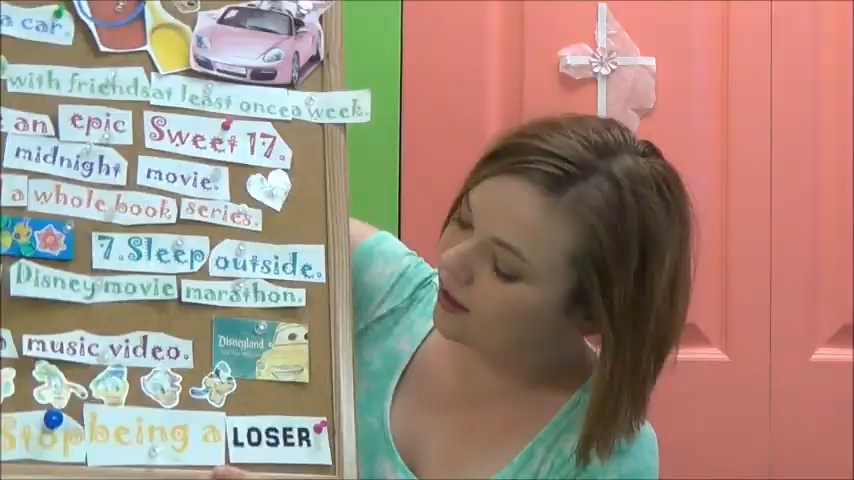 a car.
with friends at least once a week.
an epic Sweet 17.
midnight movie.
a whole book series.
7. Sleep outside.
Disney movie marathon.
music video.
Disneyland
Stop being a LOSER